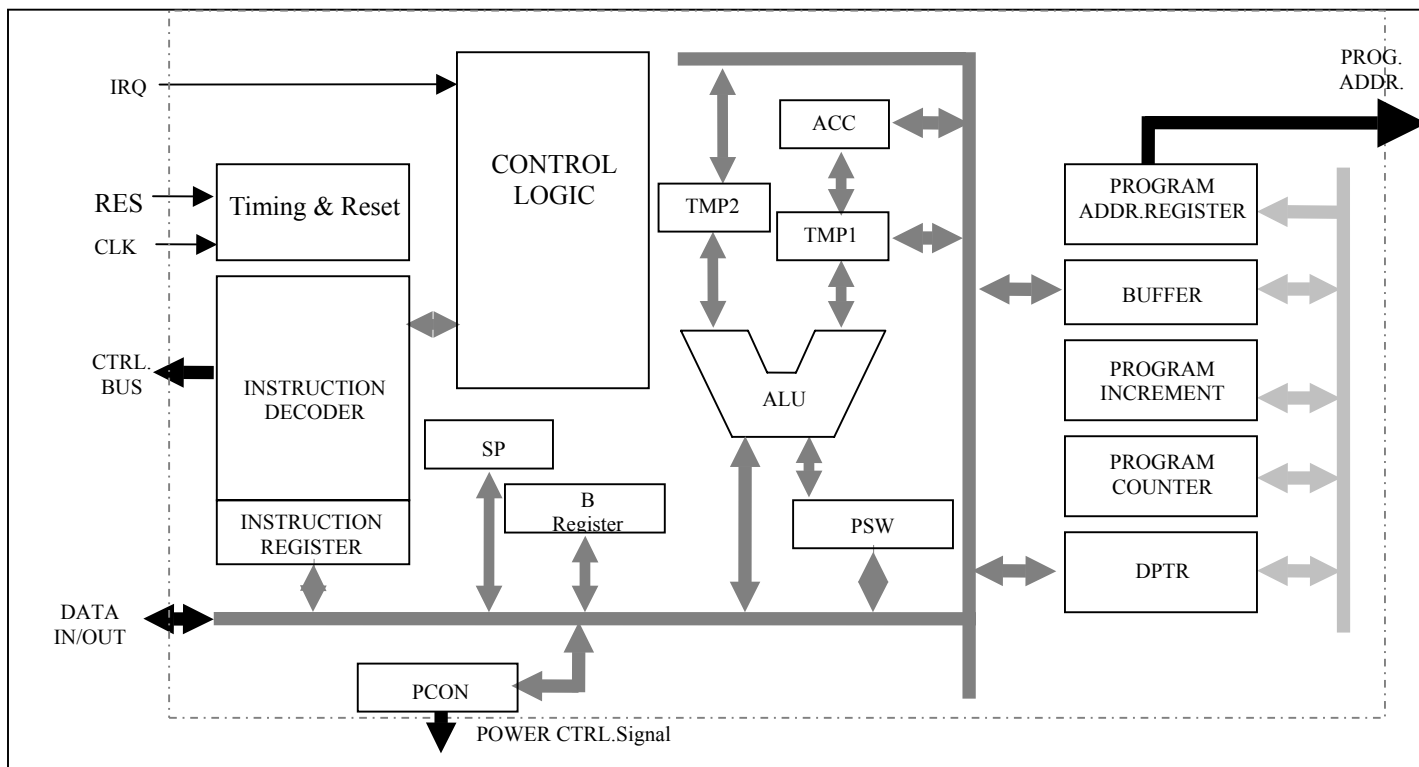 PROG.
ADDR.
IRQ
ACC
CONTROL
LOGIC
PROGRAM
ADDR.REGISTER
RES
Timing & Reset
TMP2
TMP1
CLK
BUFFER
CTRL.
BUS
INSTRUCTION
DECODER
ALU
PROGRAM
INCREMENT
SP
PROGRAM
COUNTER
B
Register
INSTRUCTION
REGISTER
PSW
DPTR
DATA
IN/OUT
PCON
POWER CTRL.Signal